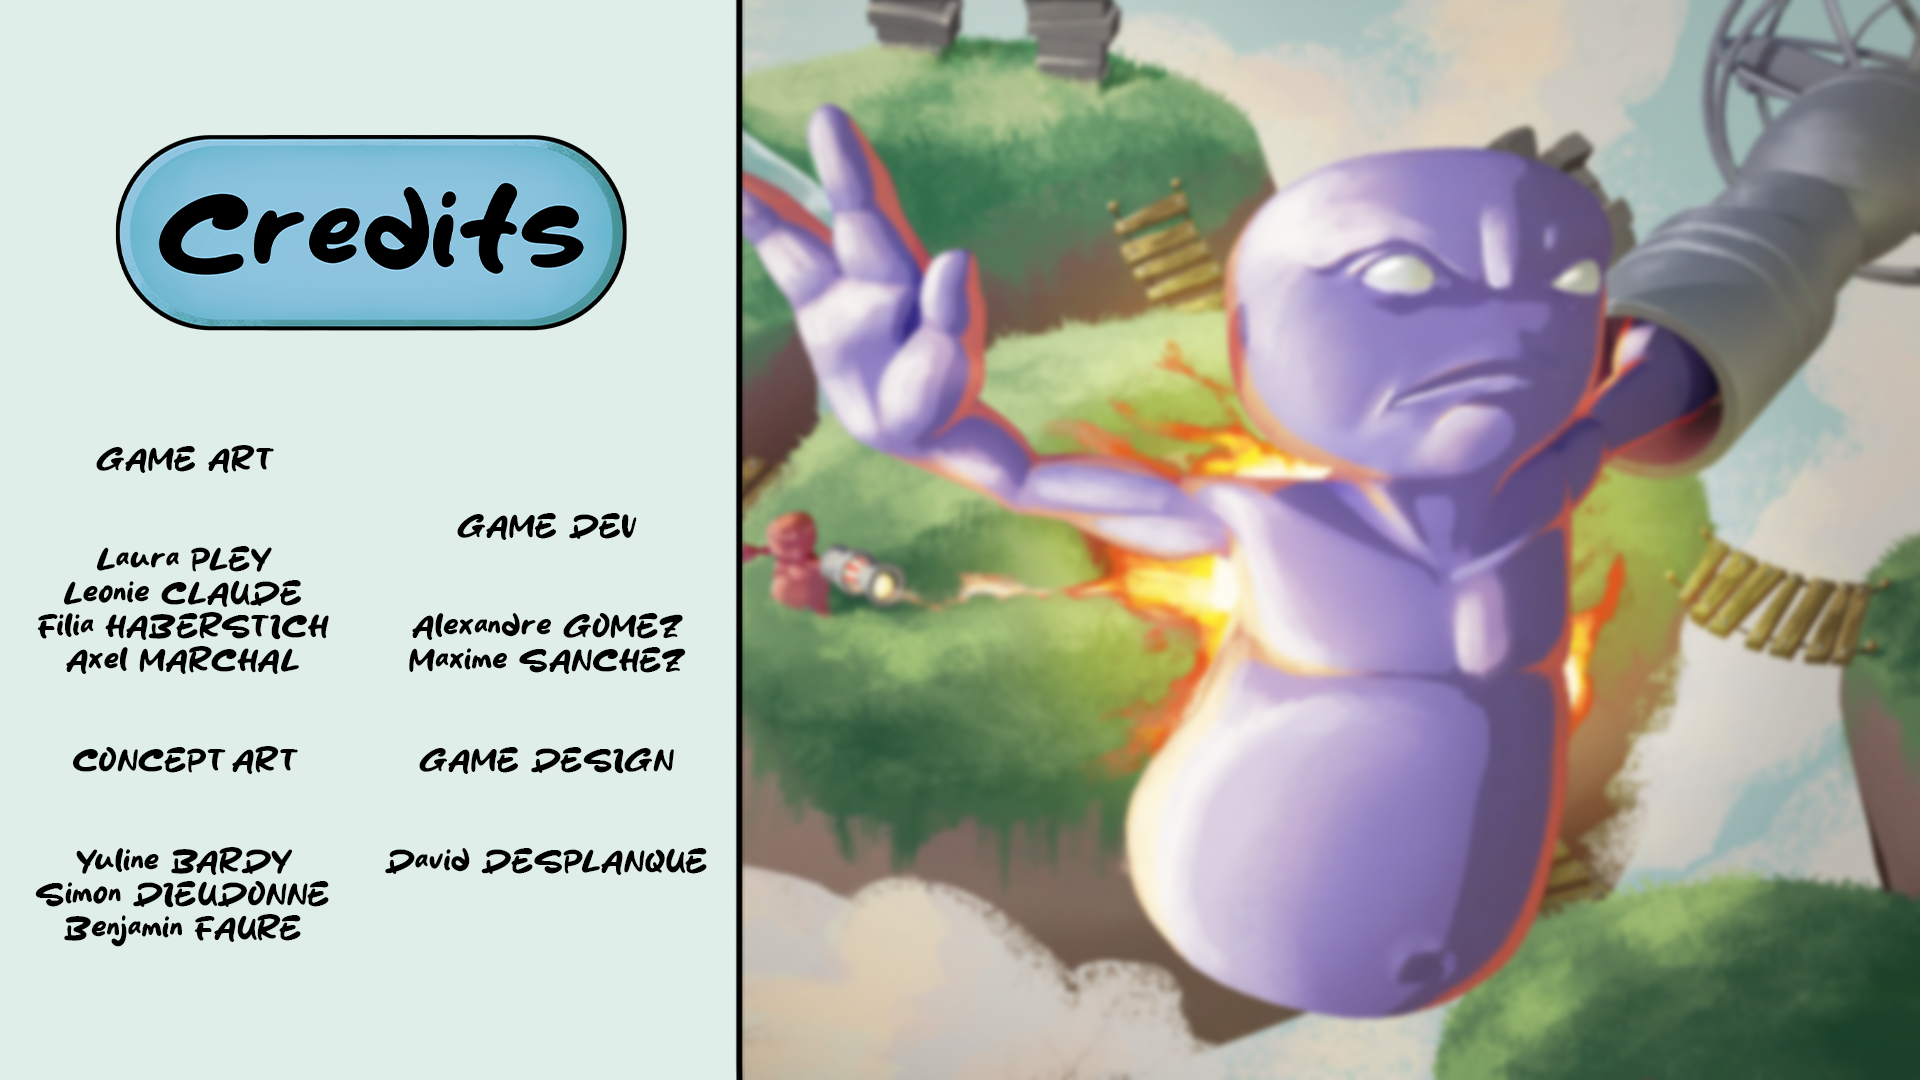 Credits
GAME ART
Laura PLEY
Leonie CLAUDE
Filia HABERSTICH
Axel MARCHAL
CONCEPT ART
Yuline BARDY
Simon DIEUDONNE
Benjamin FAURE
GAME DEV
Alexandre GOMEZ
Maxime SANCHEZ
GAME DESIGN
David DESPLANQUE